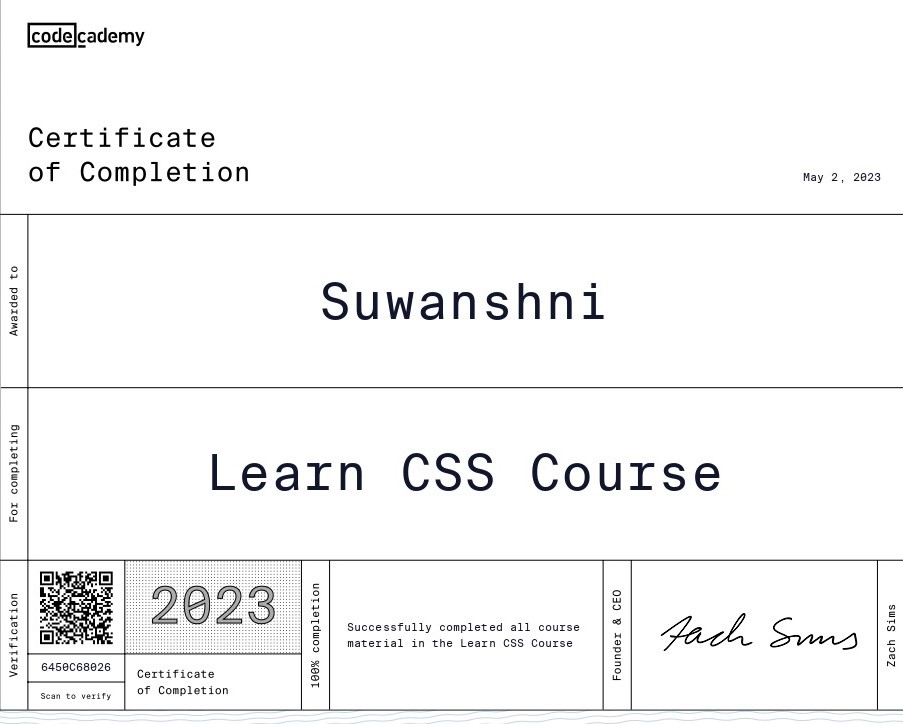 codecademy
Certificate
of Completion
May 2, 2023
Awarded to
Suwanshni
For completing
Learn CSS Course
Verification
6450C68026
Scan to verify
2023
Certificate
of Completion
100% completion
Successfully completed all course
material in the Learn CSS Course
Founder & CEO
Zach Sims
Zach Sims